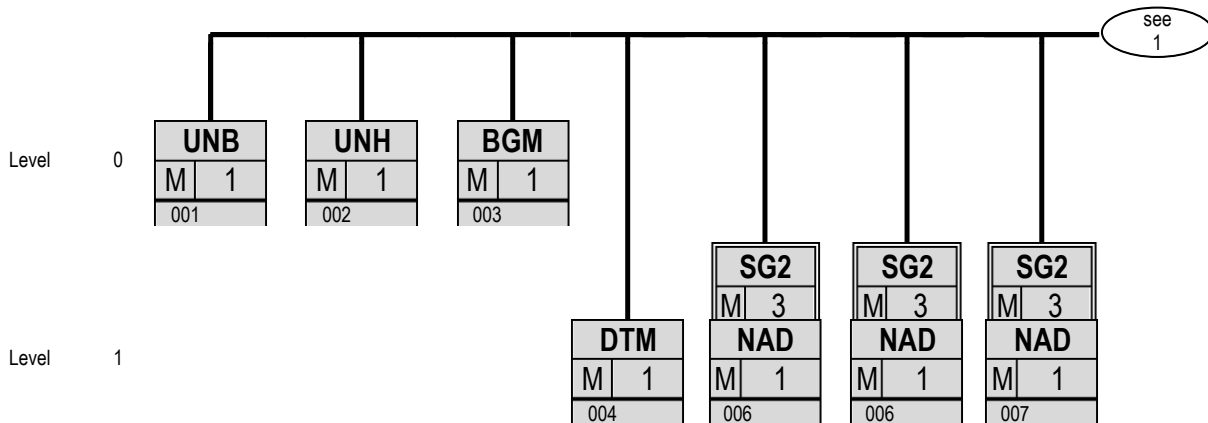 see
1
Level 0
UNB UNH BGM
M 1 M 1 M 1
001 002 003
SG2 SG2 SG2
M 3 M 3 M 3
Level 1
DTM NAD NAD NAD
M 1 M 1 M 1 M 1
004 006 006 007